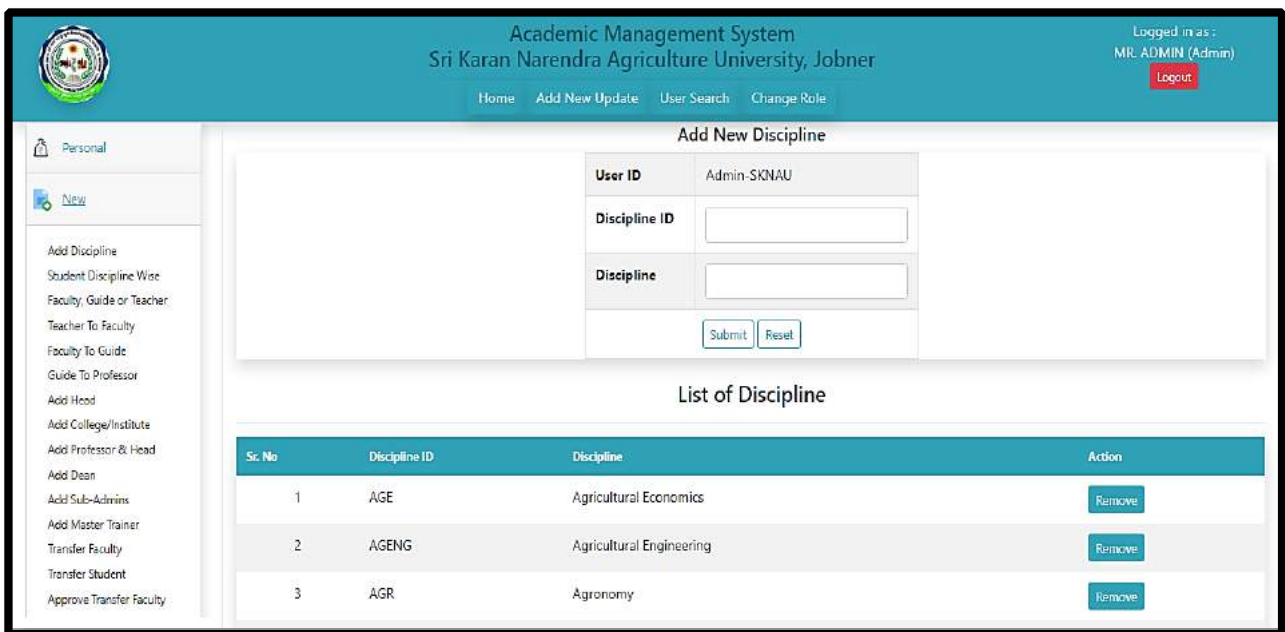 Academic Management System
Sri Karan Narendra Agriculture University, Jobner
Logged in as :
MR. ADMIN (Admin)
Logout
Home Add New Update User Search Change Role
Personal
New
Add Discipline
Student Discipline Wise
Faculty, Guide or Teacher
Teacher To Faculty
Faculty To Guide
Guide To Professor
Add Head
Add College/Institute
Add Professor & Head
Add Dean
Add Sub-Admins
Add Master Trainer
Transfer Faculty
Transfer Student
Approve Transfer Faculty
Add New Discipline
User ID Admin-SKNAU
Discipline ID
Discipline
Submit Reset
List of Discipline
Sr. No Discipline ID Discipline Action
1 AGE Agricultural Economics Remove
2 AGENG Agricultural Engineering Remove
3 AGR Agronomy Remove